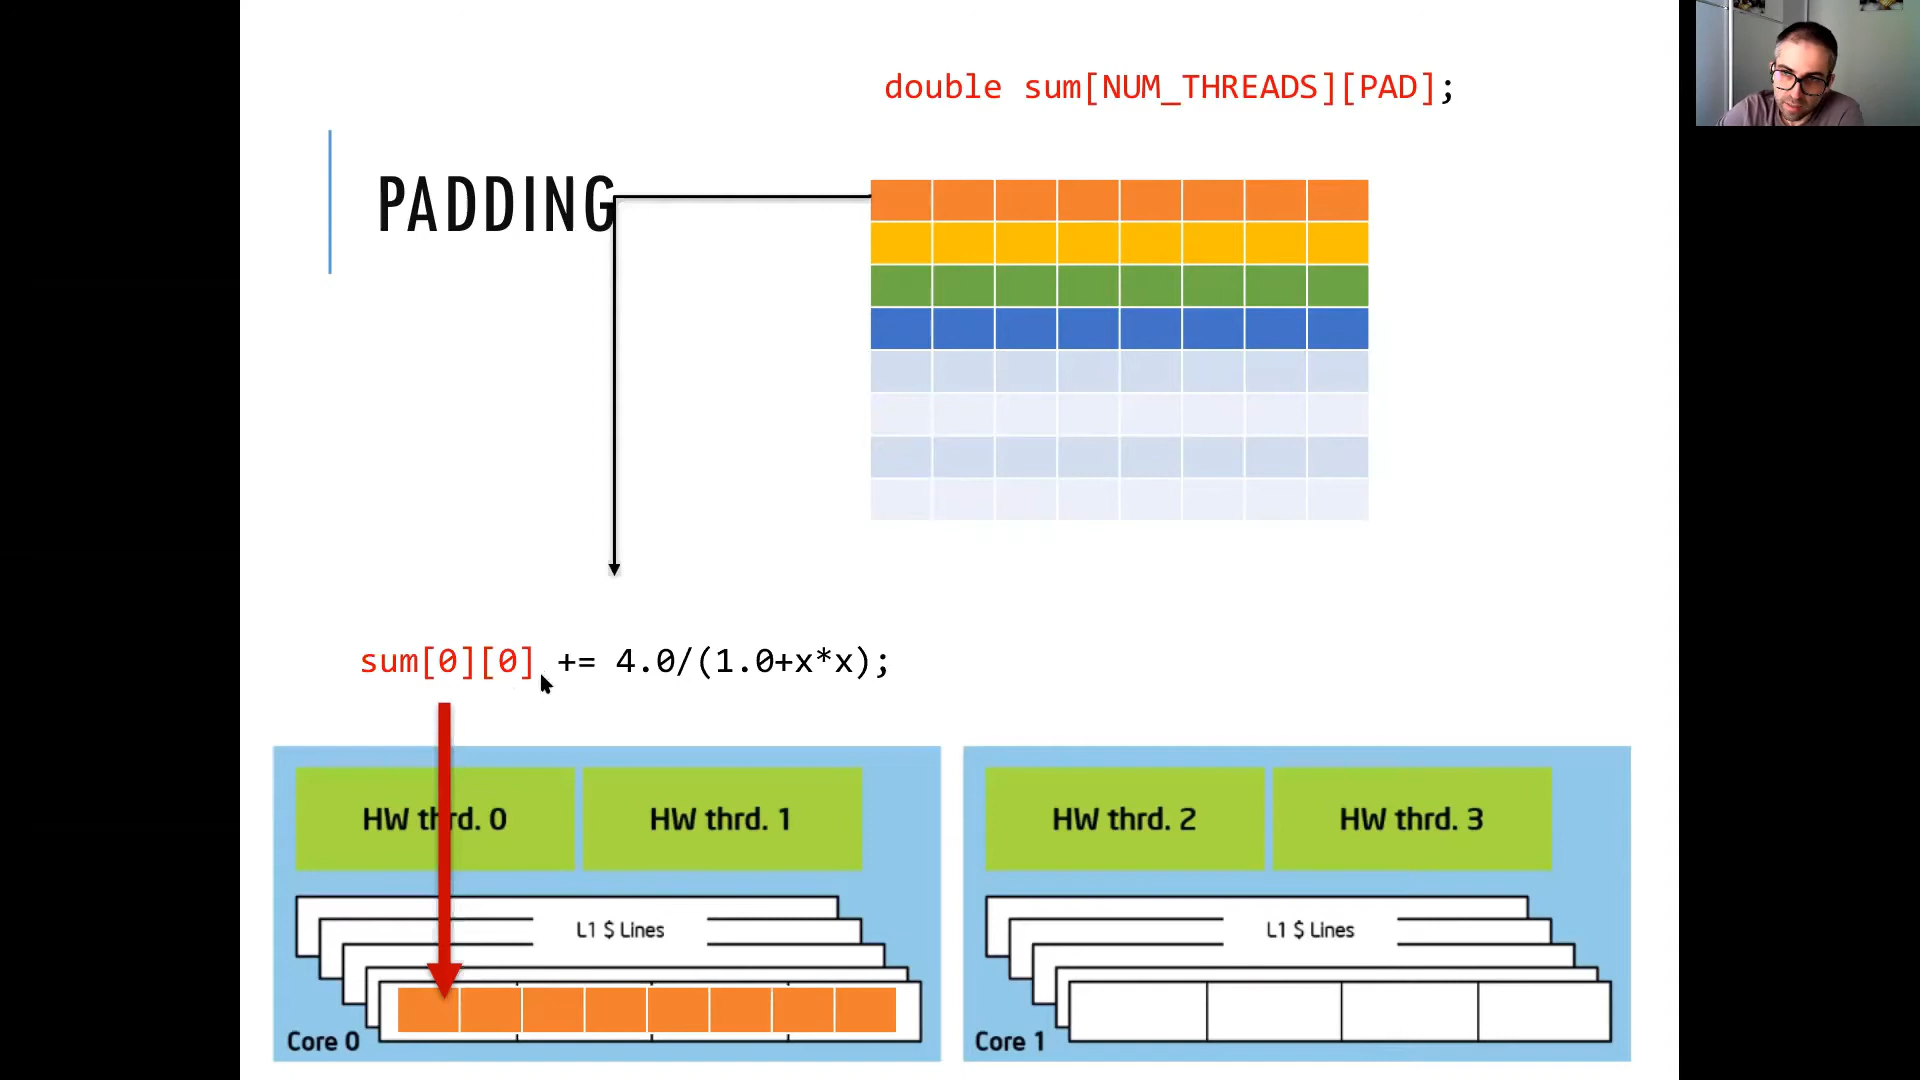 double sum[NUM_THREADS][PAD];
PADDING
sum[0][0] += 4.0/(1.0+x*x);
HW thrd. 0
HW thrd. 1
HW thrd. 2
HW thrd. 3
L1 $ Lines
L1 $ Lines
Core 0
Core 1